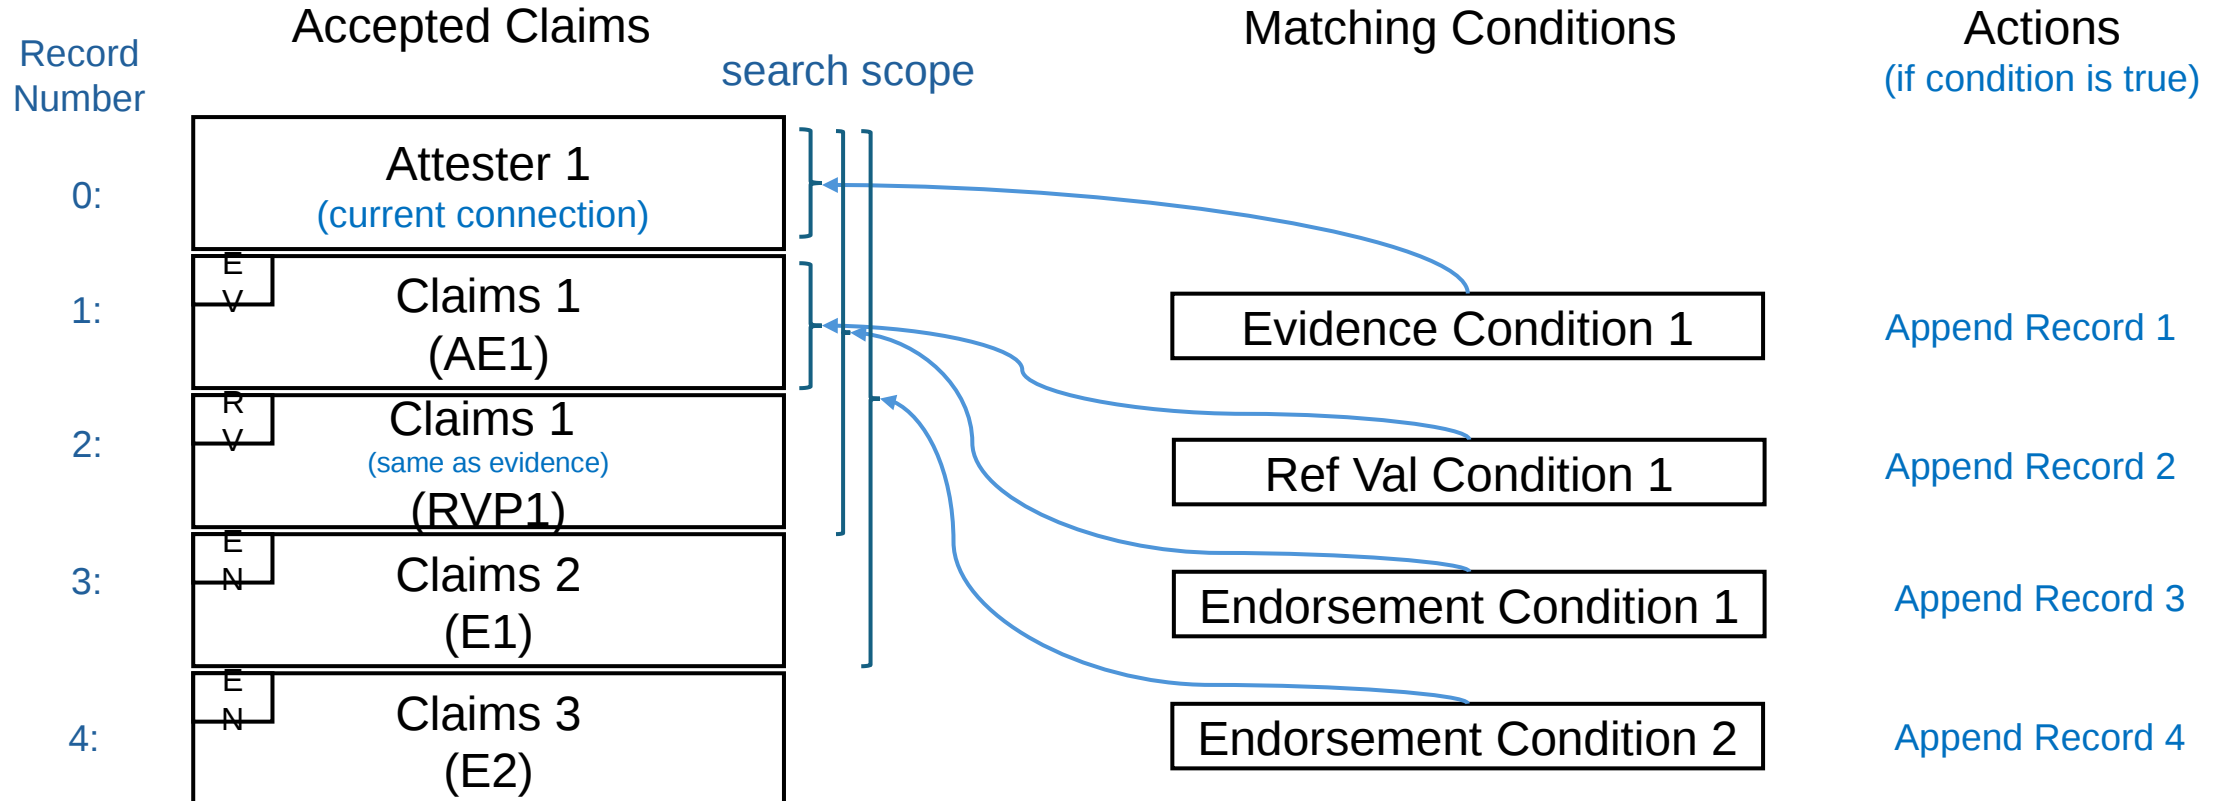 Accepted Claims
Matching Conditions
Actions
(if condition is true)
Record
Number
search scope
0:
Attester 1
(current connection)
1:
E
V
Claims 1
(AE1)
Evidence Condition 1
Append Record 1
2:
R
V
Claims 1
(same as evidence)
(RVP1)
Ref Val Condition 1
Append Record 2
3:
E
N
Claims 2
(E1)
Endorsement Condition 1
Append Record 3
4:
E
N
Claims 3
(E2)
Endorsement Condition 2
Append Record 4